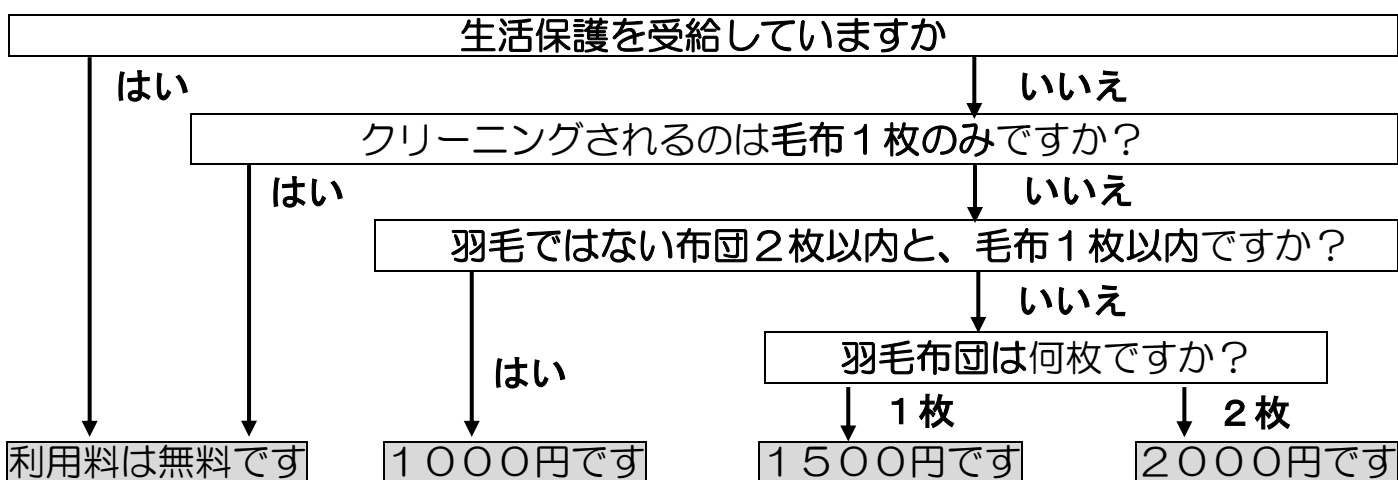 生活保護を受給していますか
はい
いいえ
クリーニングされるのは毛布１枚のみですか？
はい
いいえ
羽毛ではない布団２枚以内と、毛布１枚以内ですか？
いいえ
羽毛布団は何枚ですか？
はい
１枚
２枚
利用料は無料です
１０００円です
１５００円です
２０００円です